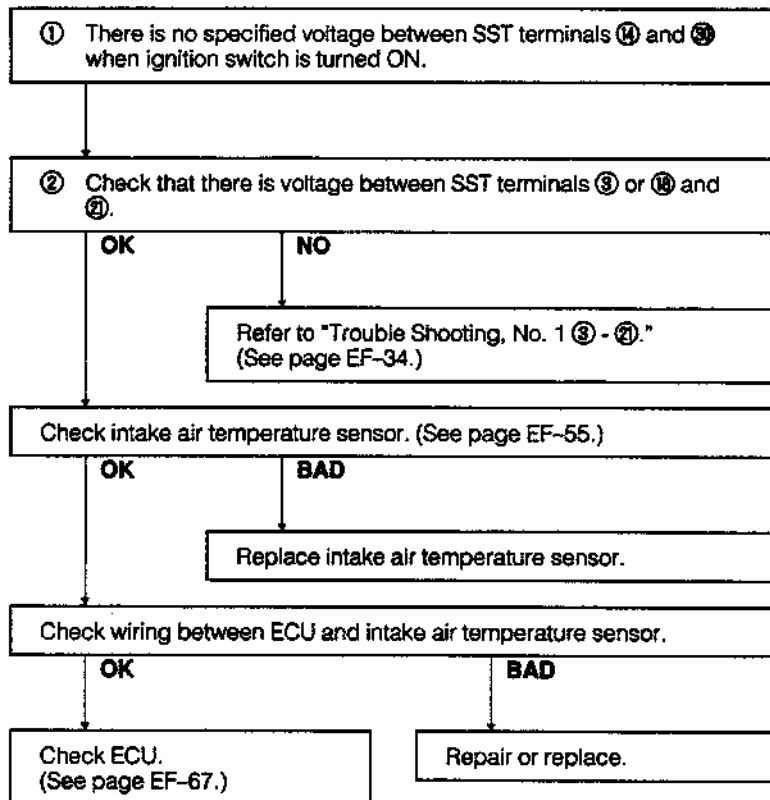 ① There is no specified voltage between SST terminals ⑭ and ㉚
when ignition switch is turned ON.
② Check that there is voltage between SST terminals ③ or ⑱ and
㉑.
OK NO
Refer to "Trouble Shooting, No. 1 ③ - ㉑."
(See page EF–34.)
Check intake air temperature sensor. (See page EF–55.)
OK BAD
Replace intake air temperature sensor.
Check wiring between ECU and intake air temperature sensor.
OK BAD
Check ECU.
(See page EF–67.)
Repair or replace.